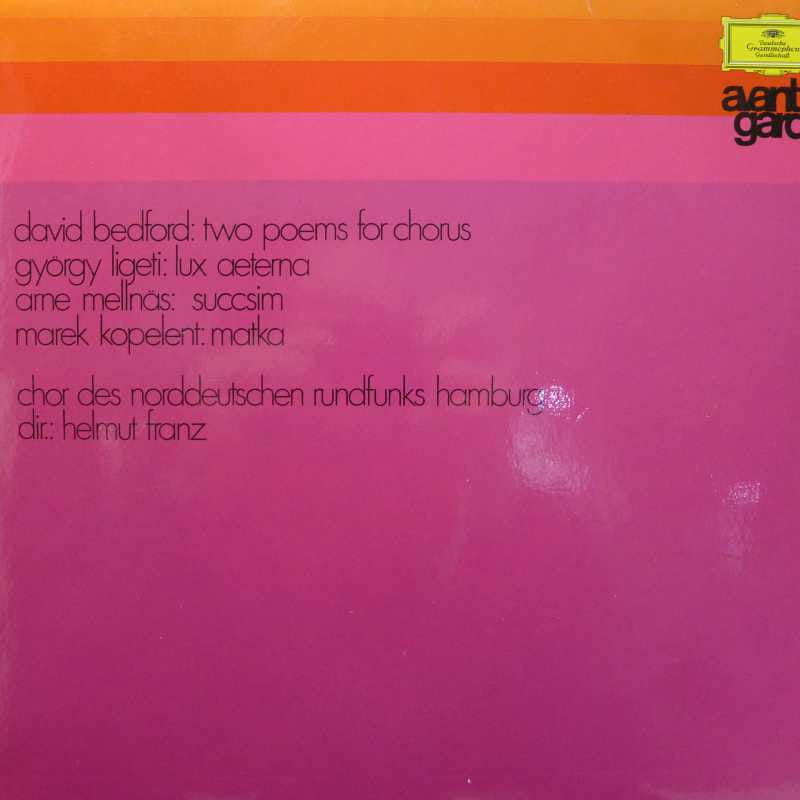 Deutsche
Grammophon
Gesellschaft
avant
gard
david bedford: two poems for chorus
györgy ligeti: lux aeterna
arne mellnäs: succsim
marek kopelent: matka
chor des norddeutschen rundfunks hamburg
dir.: helmut franz